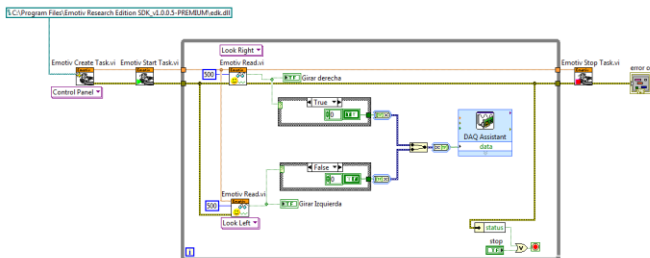 C:\Program Files\Emotiv Research Edition SDK_v1.0.0.5-PREMIUM\edk.dll
Look Right
Emotiv Create Task.vi
Emotiv Start Task.vi
Emotiv Read.vi
Emotiv Stop Task.vi
error o
500
TF
Girar derecha
Control Panel
True
DAQ Assistant
data
False
Emotiv Read.vi
500
TF
Girar Izquierda
Look Left
status
stop
i